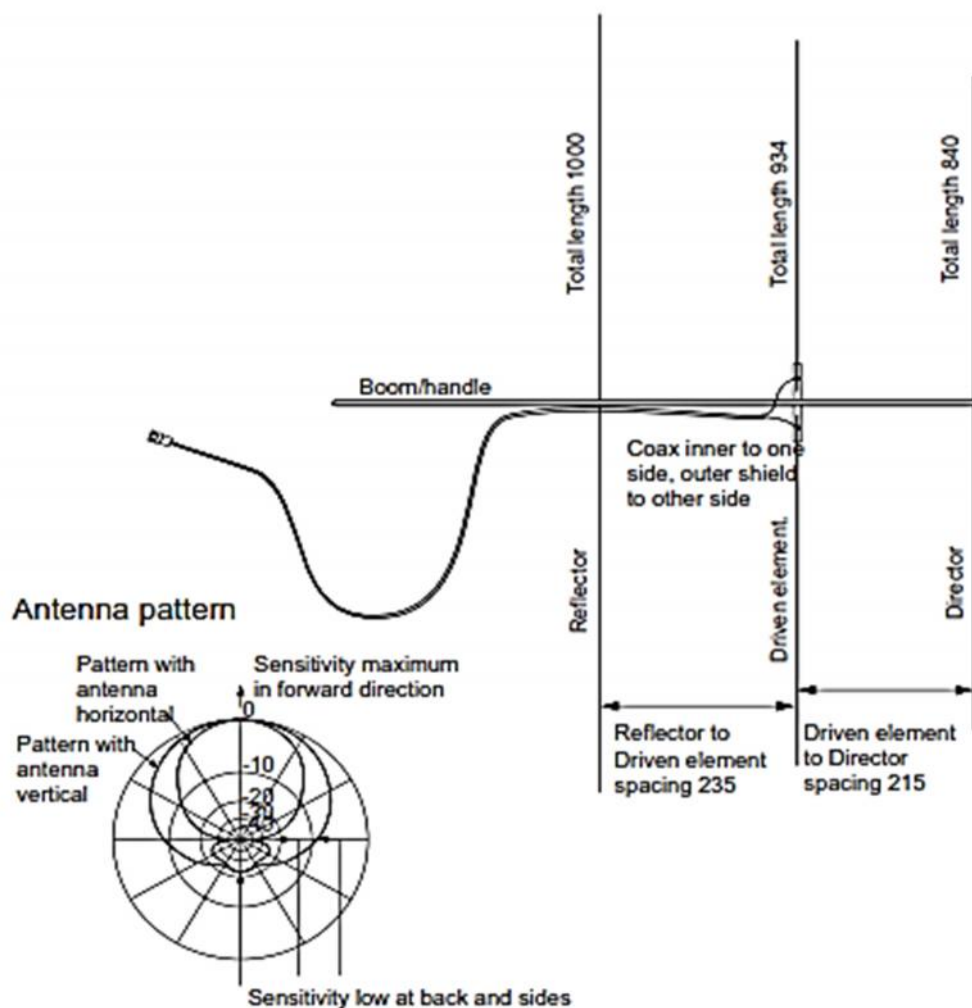 Total length 1000
Total length 934
Total length 840
Boom/handle
Coax inner to one
side, outer shield
to other side
Reflector
Driven element.
Director
Antenna pattern
Pattern with
antenna
horizontal
Sensitivity maximum
in forward direction
Pattern with
antenna
vertical
0
-10
-20
-30
Reflector to
Driven element
spacing 235
Driven element
to Director
spacing 215
Sensitivity low at back and sides